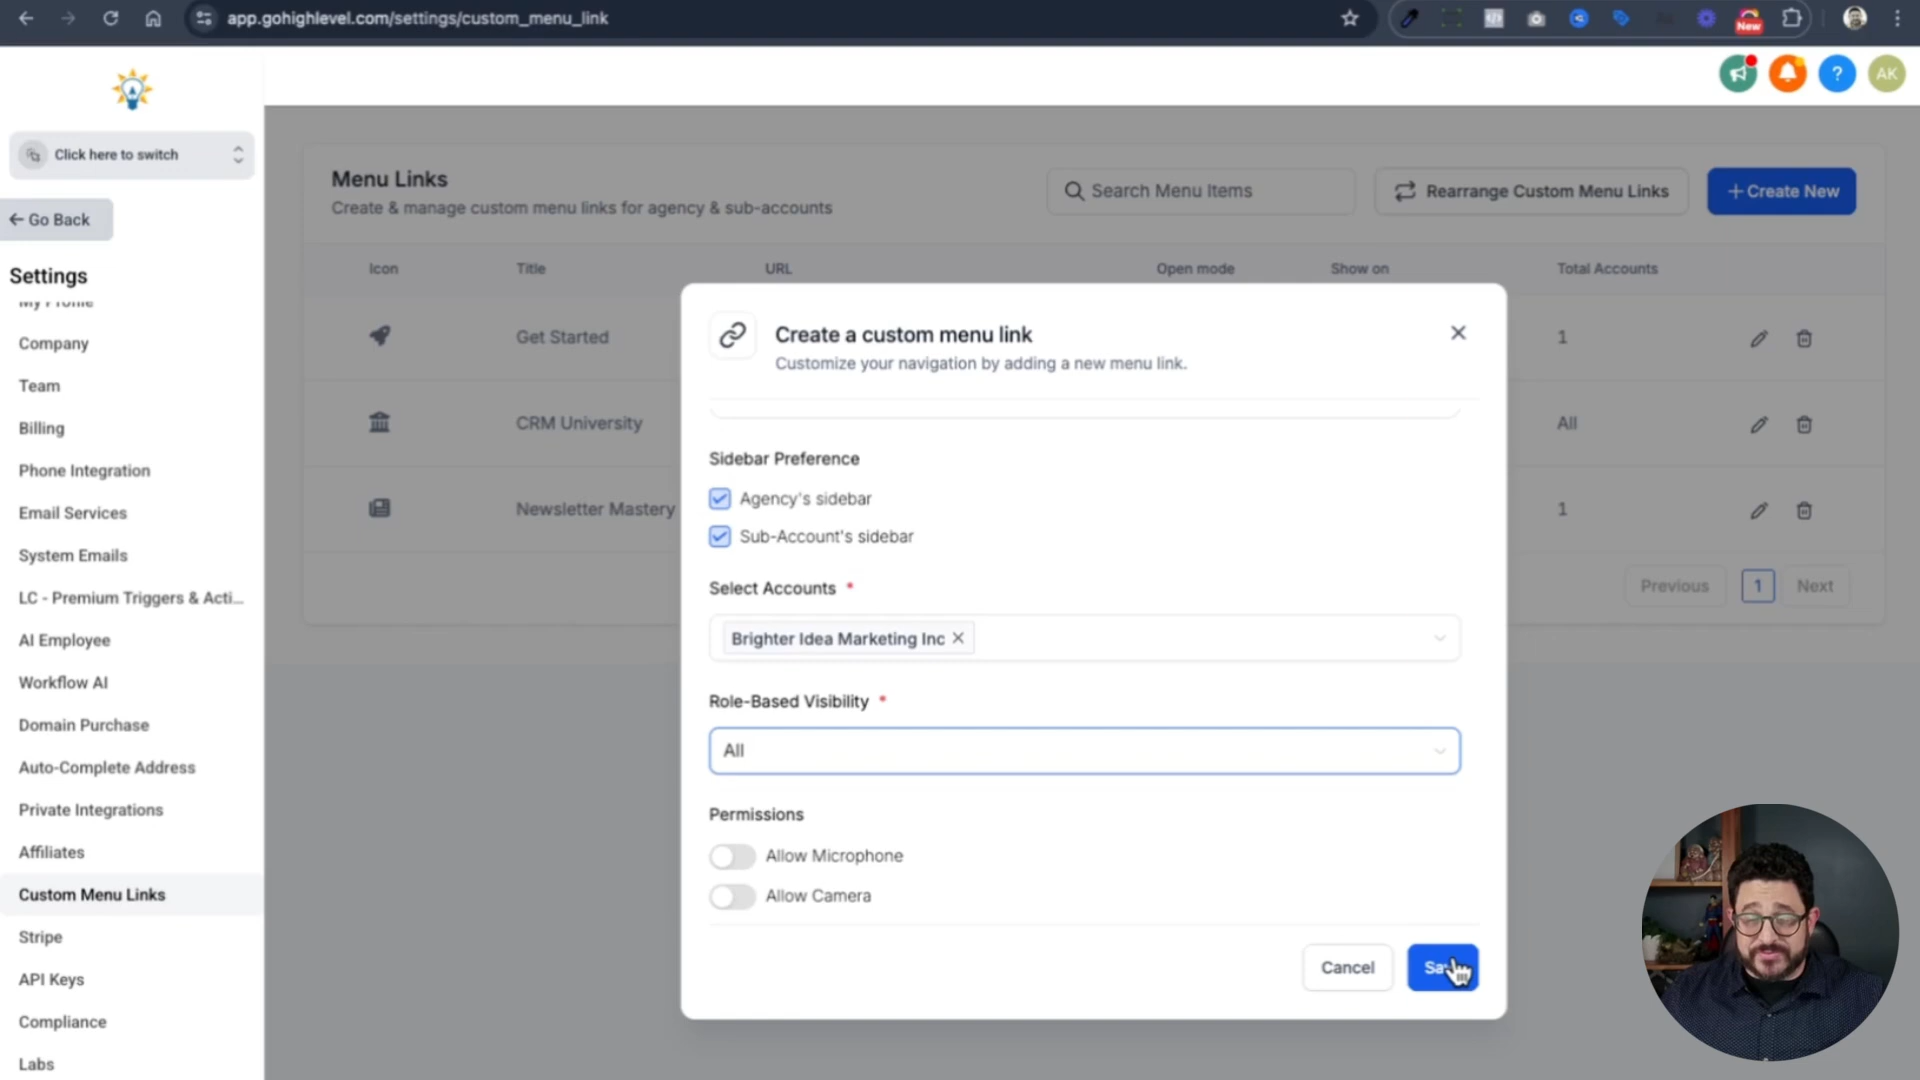 app.gohighlevel.com/settings/custom_menu_link
New
? AK
Click here to switch
Go Back
Settings
My Profile
Company
Team
Billing
Phone Integration
Email Services
System Emails
LC - Premium Triggers & Acti...
AI Employee
Workflow AI
Domain Purchase
Auto-Complete Address
Private Integrations
Affiliates
Custom Menu Links
Stripe
API Keys
Compliance
Labs
Menu Links
Create & manage custom menu links for agency & sub-accounts
Search Menu Items
Rearrange Custom Menu Links
+ Create New
Icon Title URL Open mode Show on Total Accounts
Get Started 1
CRM University All
Newsletter Mastery 1
Previous 1 Next
Create a custom menu link
Customize your navigation by adding a new menu link.
Sidebar Preference
Agency's sidebar
Sub-Account's sidebar
Select Accounts *
Brighter Idea Marketing Inc
Role-Based Visibility *
All
Permissions
Allow Microphone
Allow Camera
Cancel